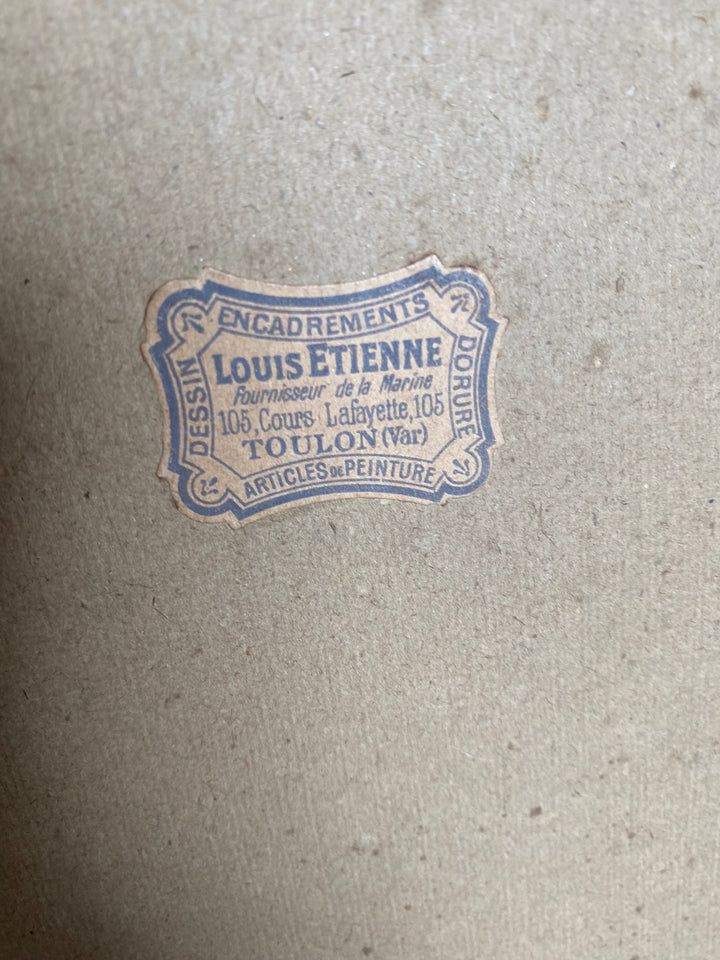 ENCADREMENTS
DESSIN
LOUIS ETIENNE
Fournisseur de la Marine
105, Cours Lafayette, 105
TOULON (Var)
DORURE
ARTICLES DE PEINTURE